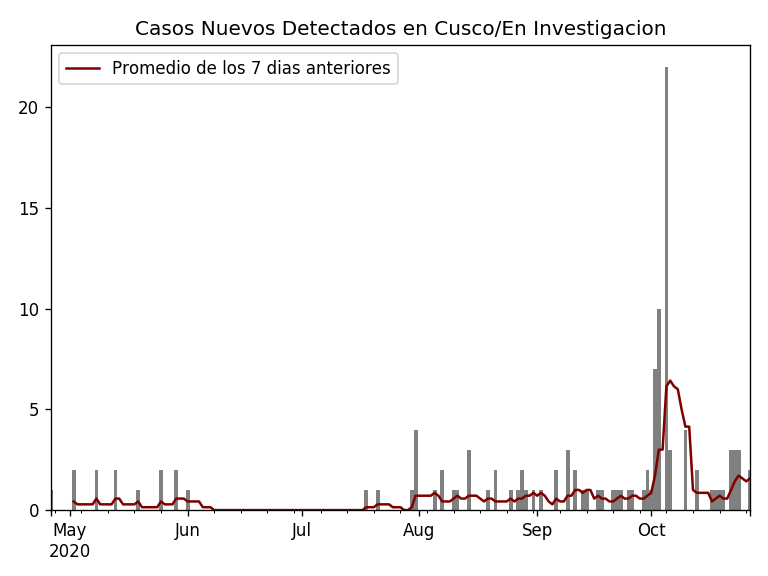 Casos Nuevos Detectados en Cusco/En Investigacion
Promedio de los 7 dias anteriores
20
15
10
5
0
May Jun Jul Aug Sep Oct
2020